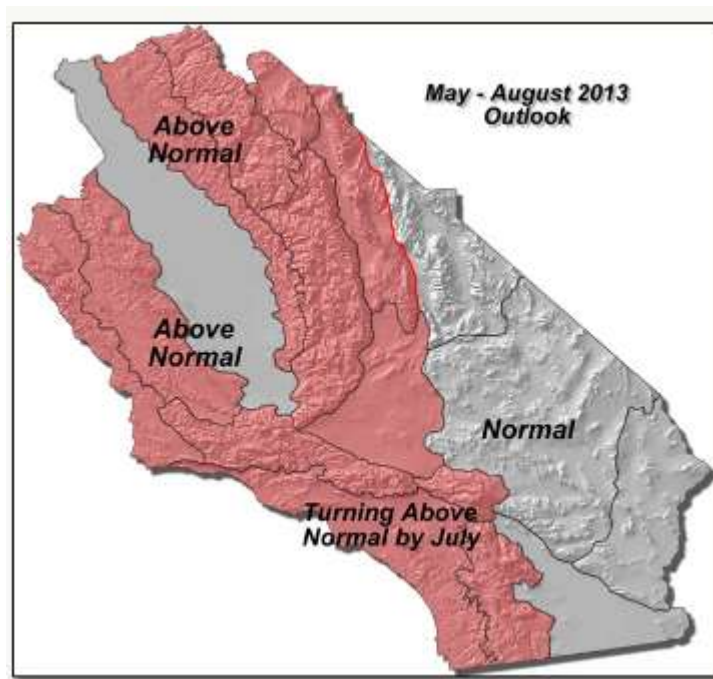 May - August 2013
Outlook
Above
Normal
Above
Normal
Normal
Turning Above
Normal by July